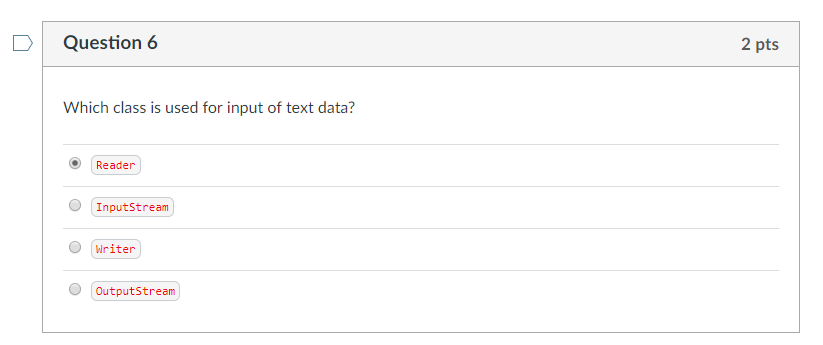 Question 6
2 pts
Which class is used for input of text data?
Reader
InputStream
Writer
OutputStream